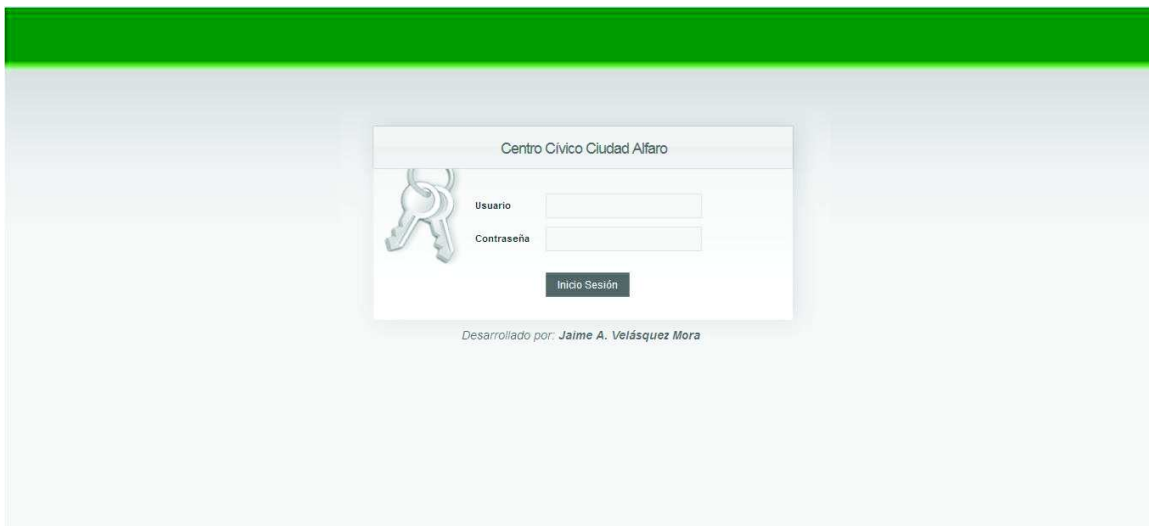 Centro Cívico Ciudad Alfaro
Usuario
Contraseña
Inicio Sesión
Desarrollado por: Jaime A. Velásquez Mora